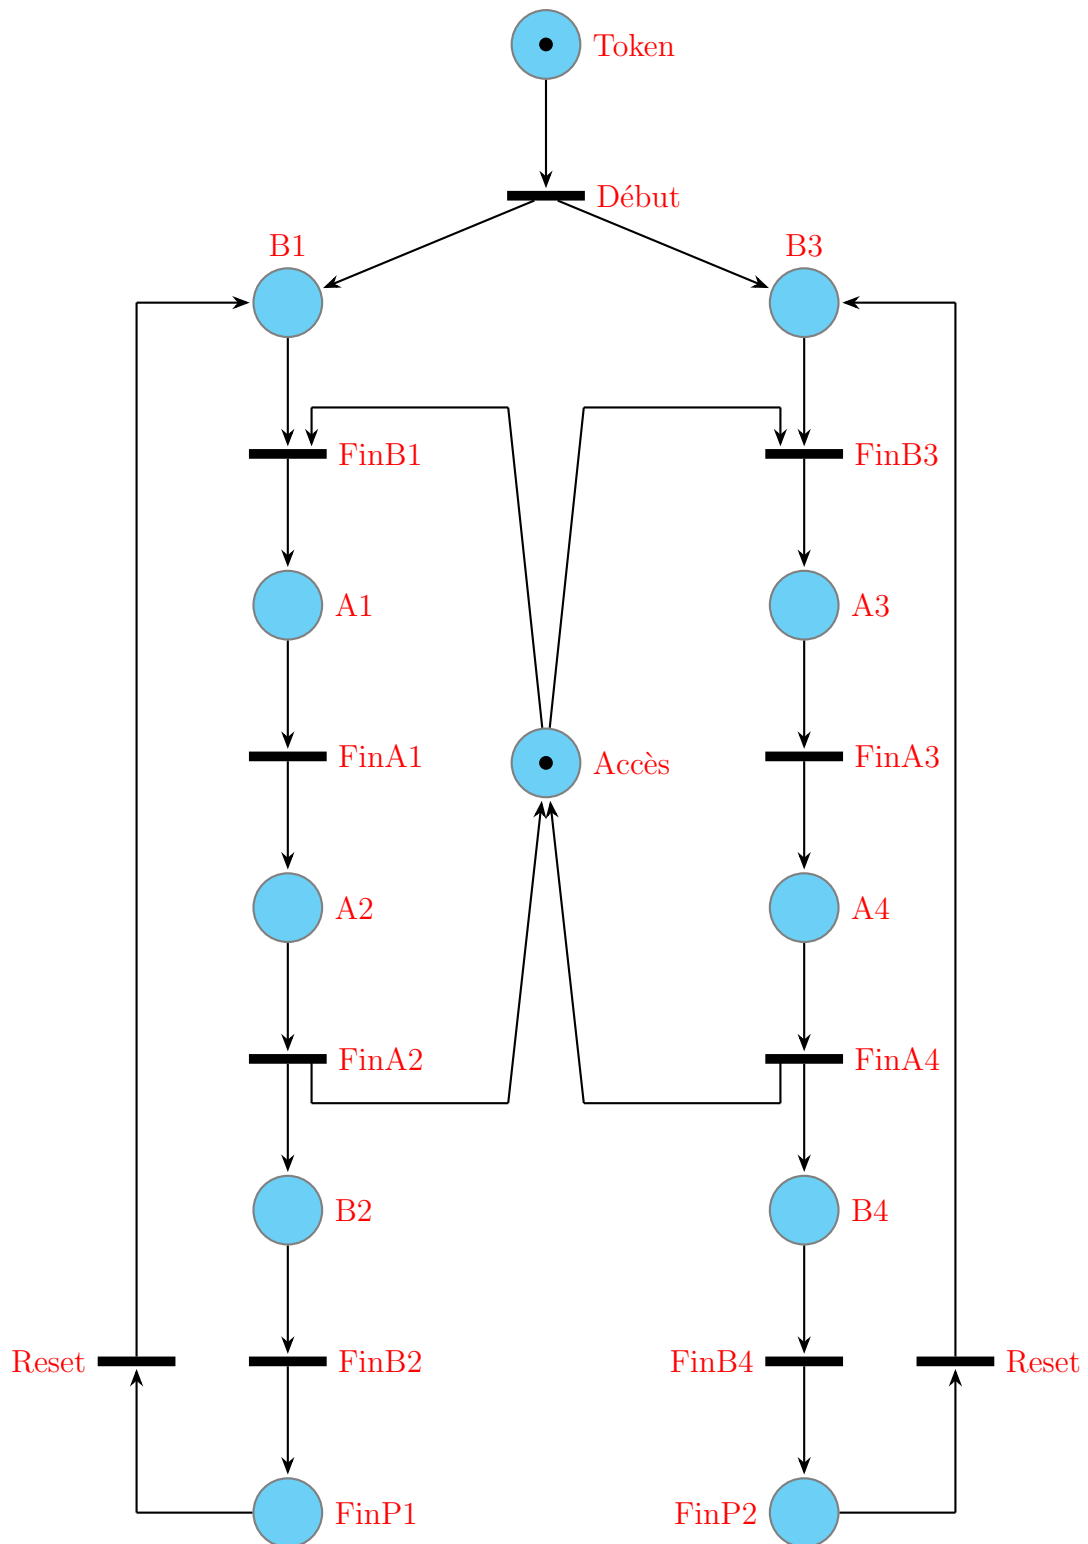 Token
Début
B1
B3
FinB1
FinB3
A1
A3
FinA1
Accès
FinA3
A2
A4
FinA2
FinA4
B2
B4
Reset
FinB2
FinB4
Reset
FinP1
FinP2